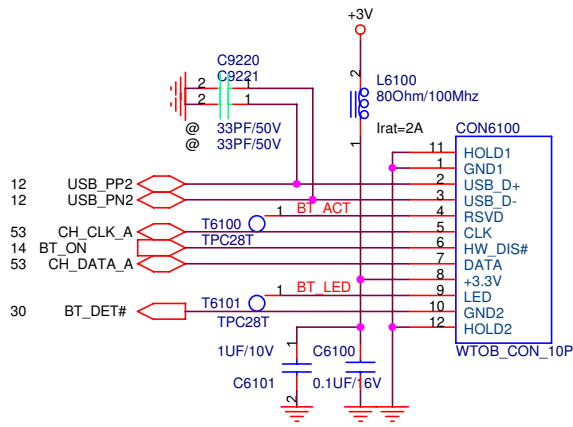 +3V
C9220
C9221
2 1
2 1
@ 33PF/50V
@ 33PF/50V
2
L6100
80Ohm/100Mhz
Irat=2A
1
CON6100
11 HOLD1
1 GND1
12 USB_PP2 2 USB_D+
12 USB_PN2 3 USB_D-
1 BT_ACT 4 RSVD
53 CH_CLK_A T6100 5 CLK
14 BT_ON TPC28T 6 HW_DIS#
53 CH_DATA_A 7 DATA
8 +3.3V
T6101 1 BT_LED 9 LED
30 BT_DET# 10 GND2
TPC28T 12 HOLD2
WTOB_CON_10P
1UF/10V 1 C6100
C6101 2 0.1UF/16V